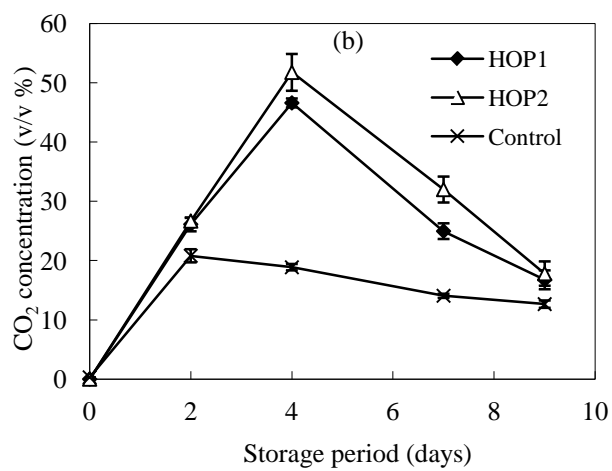 (b)
HOP1
HOP2
Control
CO₂ concentration (v/v %)
60
50
40
30
20
10
0
0 2 4 6 8 10
Storage period (days)